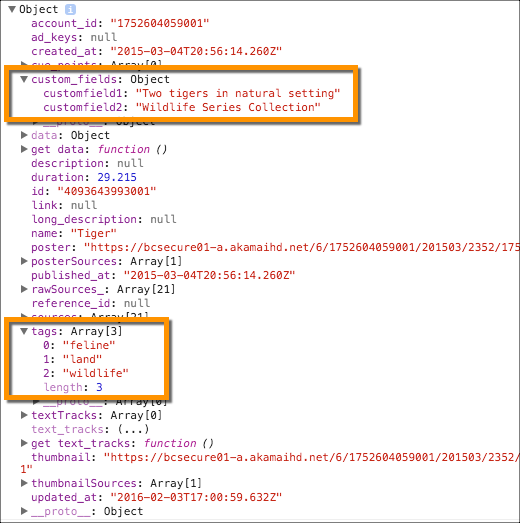 Object i
account_id: "1752604059001"
ad_keys: null
created_at: "2015-03-04T20:56:14.260Z"
cue_points: Array[0]
custom_fields: Object
customfield1: "Two tigers in natural setting"
customfield2: "Wildlife Series Collection"
__proto__: Object
data: Object
get data: function ()
description: null
duration: 29.215
id: "4093643993001"
link: null
long_description: null
name: "Tiger"
poster: "https://bcsecure01-a.akamaihd.net/6/1752604059001/201503/2352/175
posterSources: Array[1]
published_at: "2015-03-04T20:56:14.260Z"
rawSources_: Array[21]
reference_id: null
sources: Array[21]
tags: Array[3]
0: "feline"
1: "land"
2: "wildlife"
length: 3
__proto__: Array[0]
textTracks: Array[0]
text_tracks: (...)
get text_tracks: function ()
thumbnail: "https://bcsecure01-a.akamaihd.net/6/1752604059001/201503/2352/
1"
thumbnailSources: Array[1]
updated_at: "2016-02-03T17:00:59.632Z"
__proto__: Object